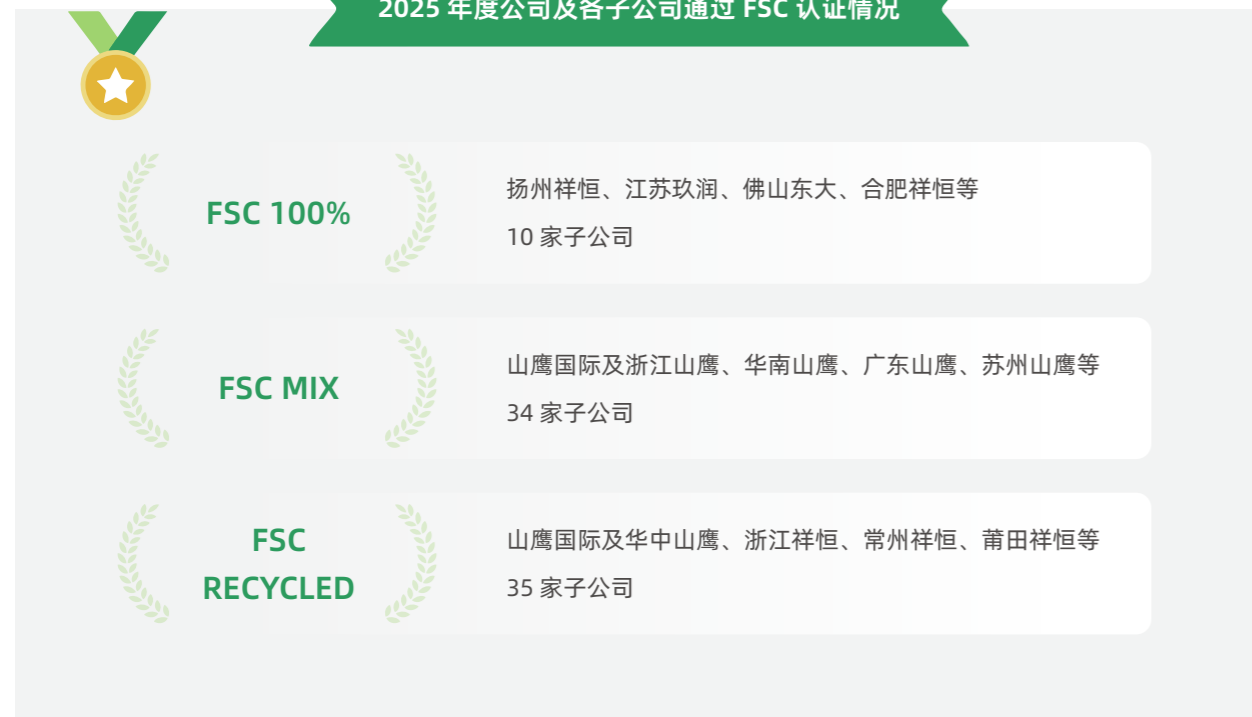 2025 年度公司及各子公司通过 FSC 认证情况
FSC 100%
扬州祥恒、江苏玖润、佛山东大、合肥祥恒等
10 家子公司
FSC MIX
山鹰国际及浙江山鹰、华南山鹰、广东山鹰、苏州山鹰等
34 家子公司
FSC
RECYCLED
山鹰国际及华中山鹰、浙江祥恒、常州祥恒、莆田祥恒等
35 家子公司